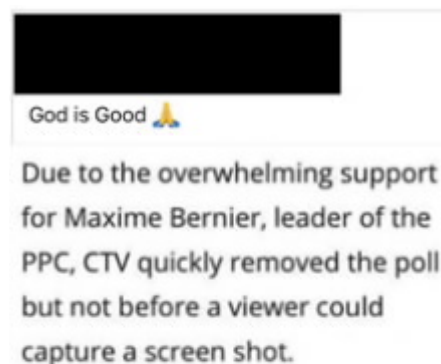 God is Good 🙏
Due to the overwhelming support
for Maxime Bernier, leader of the
PPC, CTV quickly removed the poll
but not before a viewer could
capture a screen shot.